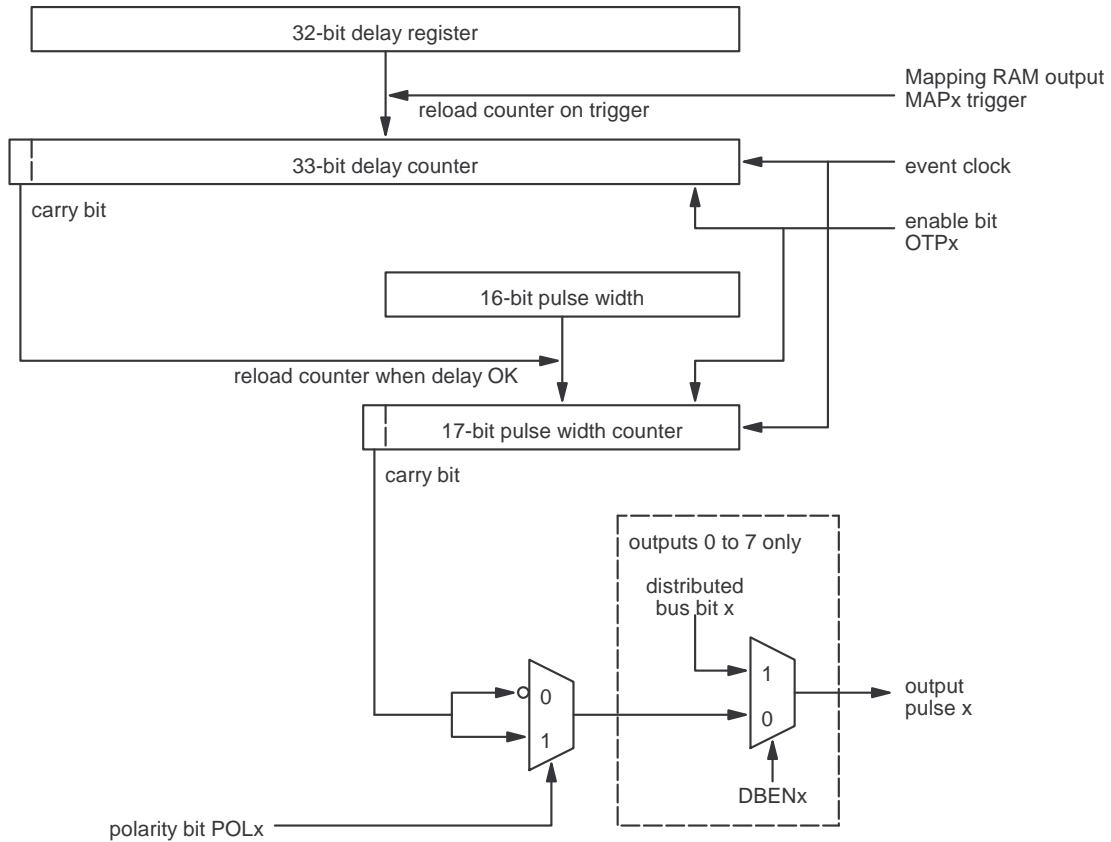 32-bit delay register
Mapping RAM output
MAPx trigger
reload counter on trigger
33-bit delay counter
event clock
carry bit
enable bit
OTPx
16-bit pulse width
reload counter when delay OK
17-bit pulse width counter
carry bit
outputs 0 to 7 only
distributed
bus bit x
1
0
output
pulse x
0
1
DBENx
polarity bit POLx